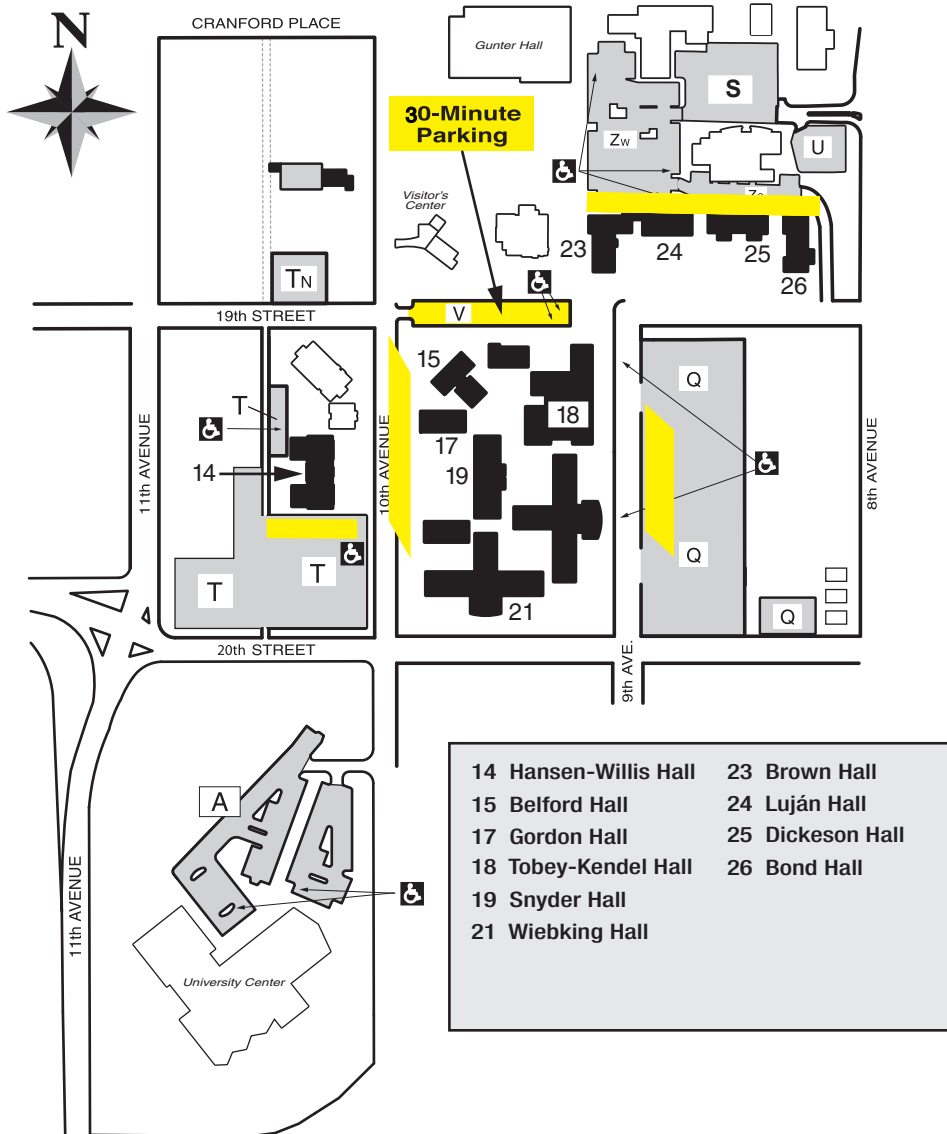 N
CRANFORD PLACE
Gunter Hall
S
30-Minute
Parking
Zw
U
Visitor's
Center
23
24
25
26
TN
V
19th STREET
15
Q
T
18
17
14
19
11th AVENUE
10th AVENUE
8th AVENUE
T
T
Q
Q
21
20th STREET
9th AVE.
A
11th AVENUE
University Center
14 Hansen-Willis Hall
15 Belford Hall
17 Gordon Hall
18 Tobey-Kendel Hall
19 Snyder Hall
21 Wiebking Hall
23 Brown Hall
24 Luján Hall
25 Dickeson Hall
26 Bond Hall